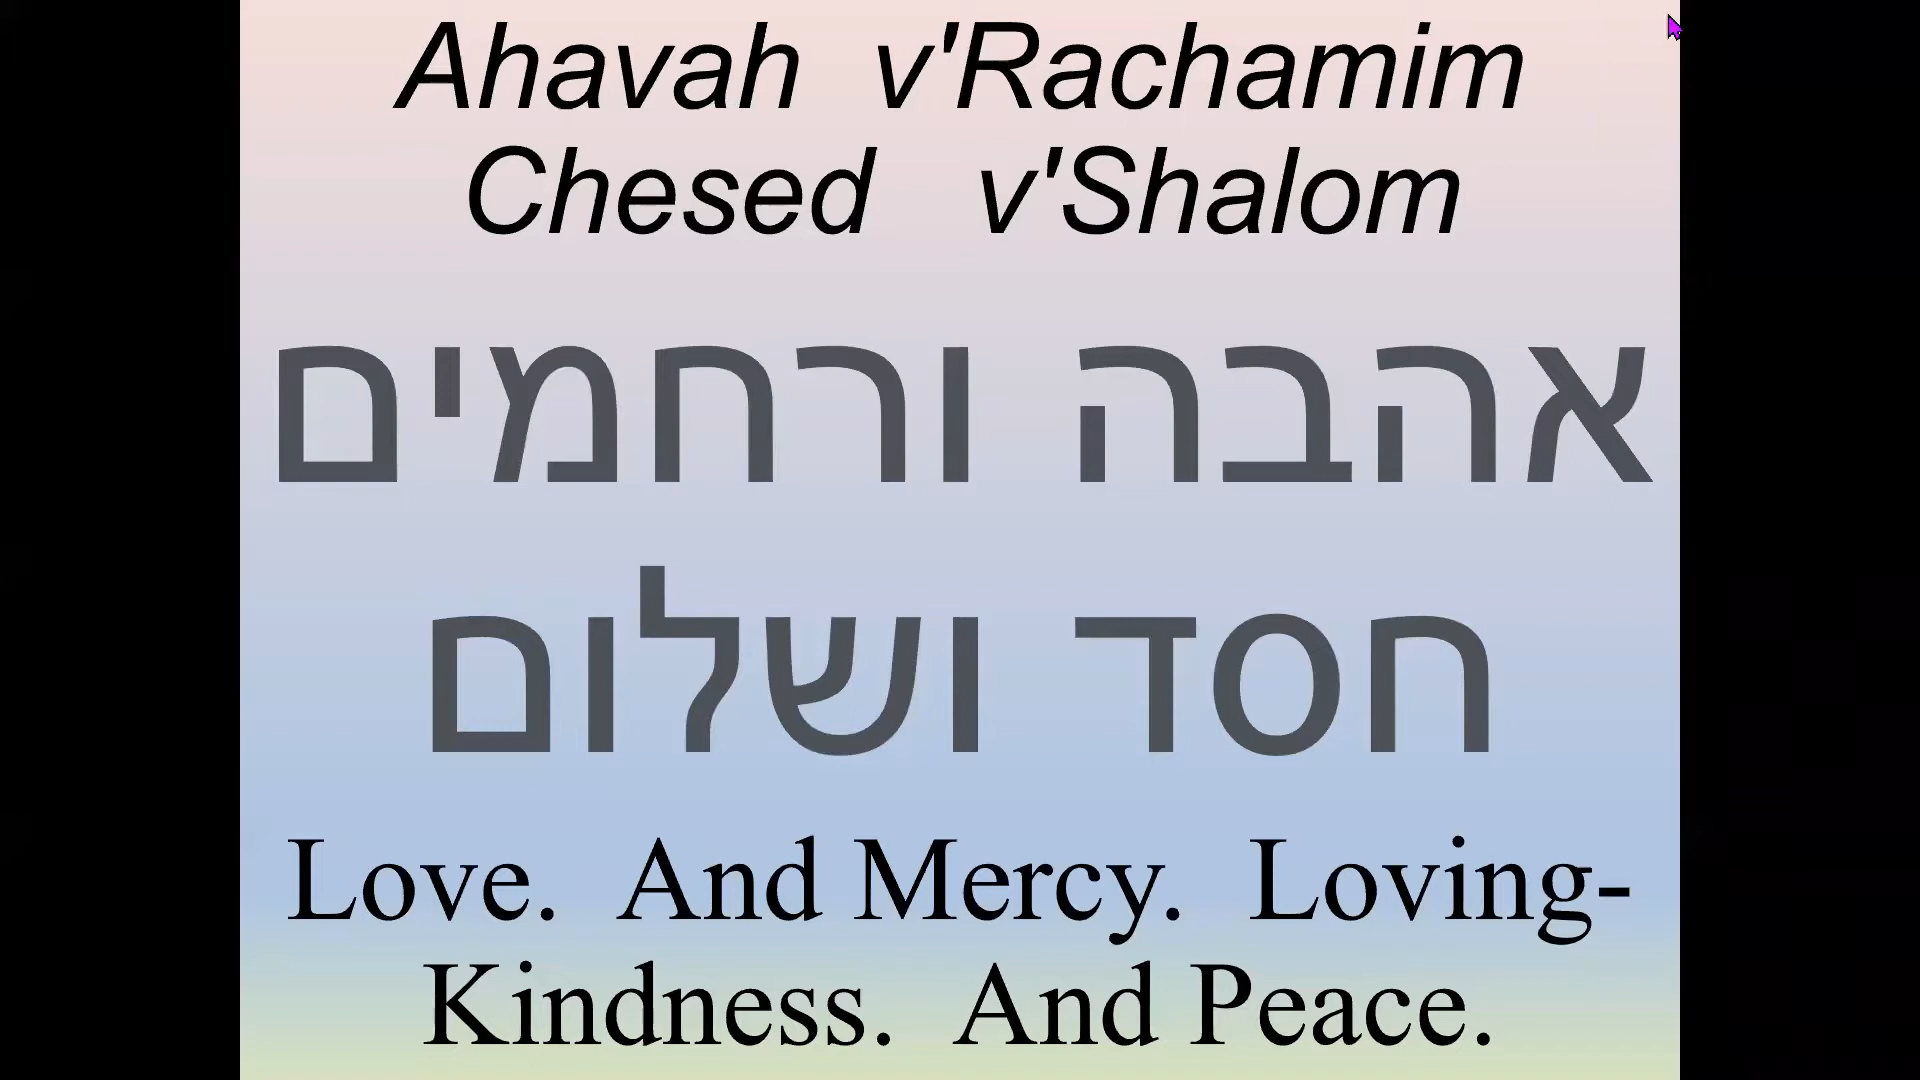 Ahavah v'Rachamim
Chesed v'Shalom
אהבה ורחמים
חסד ושלום
Love. And Mercy. Loving-
Kindness. And Peace.